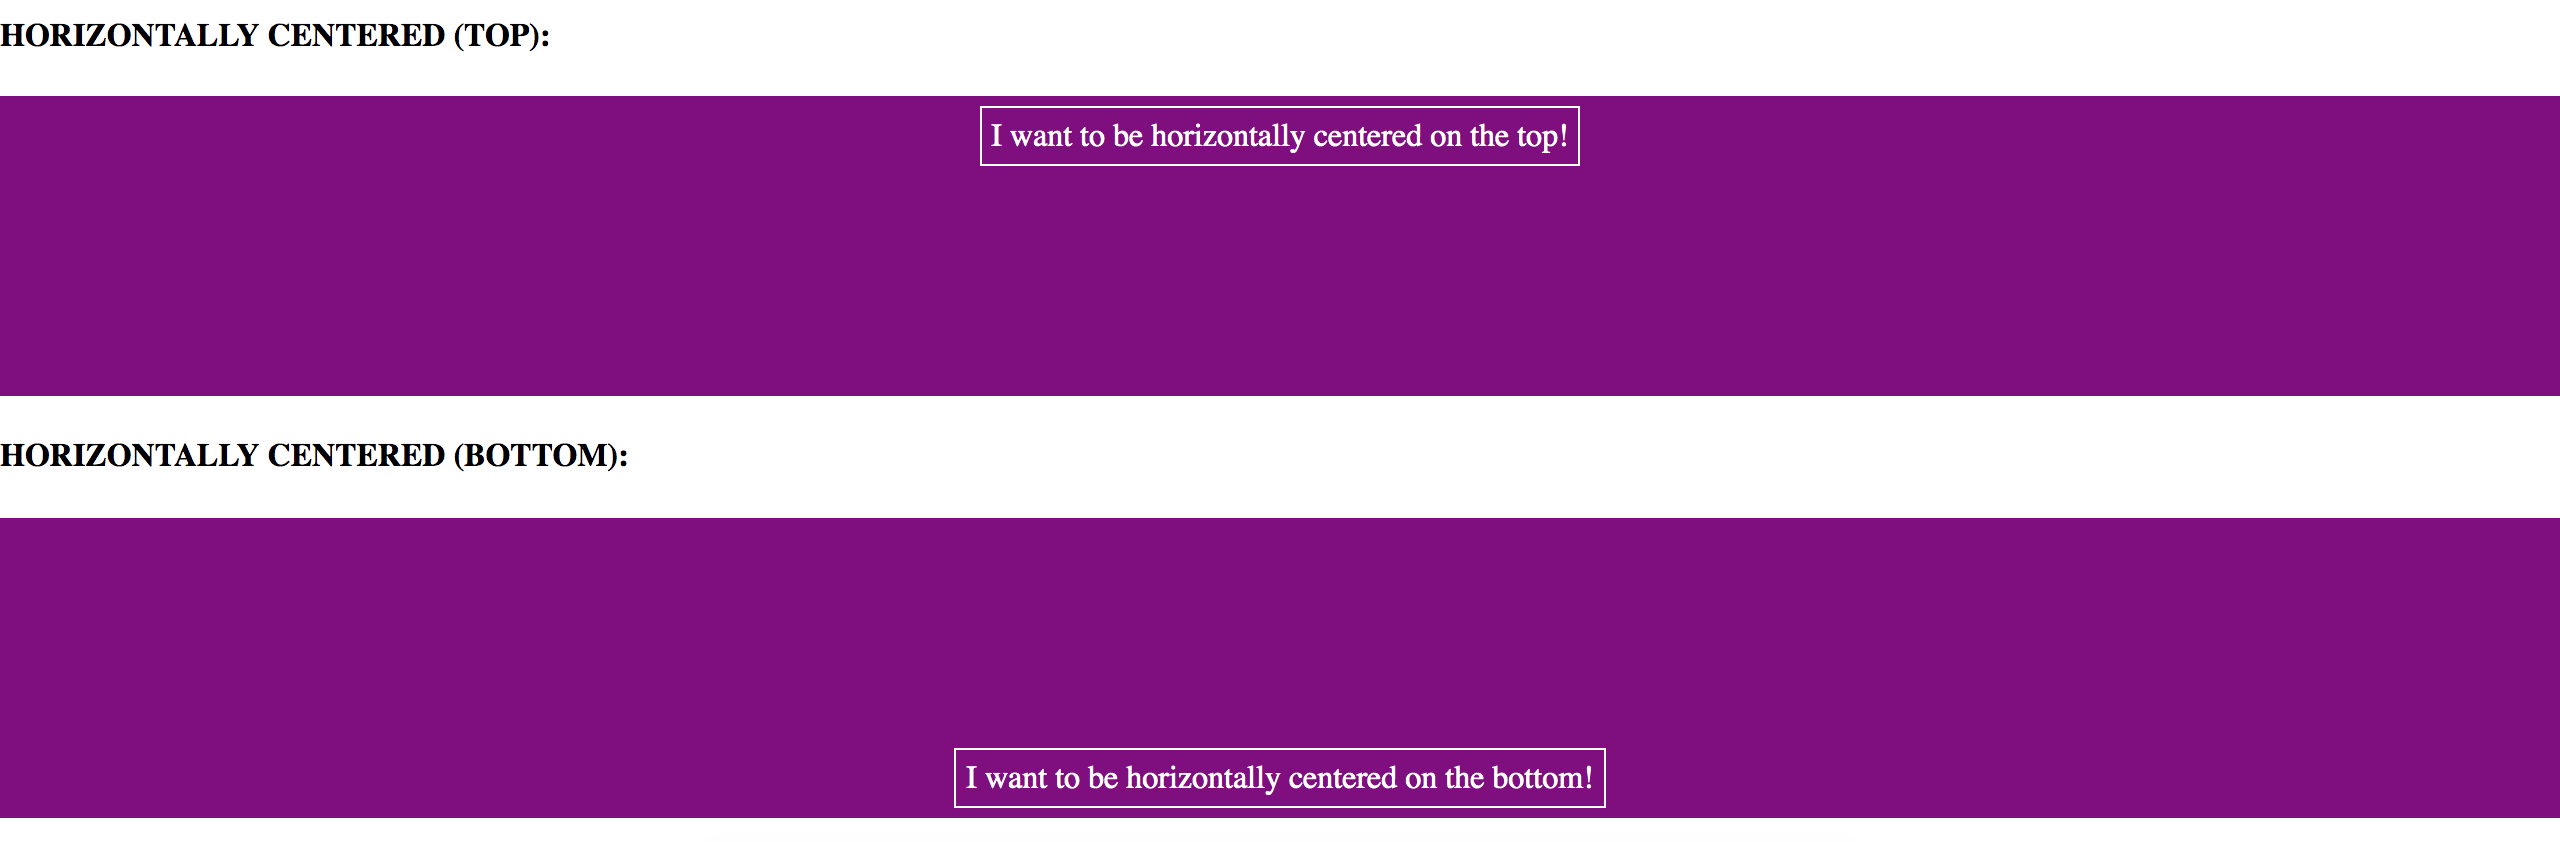 HORIZONTALLY CENTERED (TOP):
I want to be horizontally centered on the top!
HORIZONTALLY CENTERED (BOTTOM):
I want to be horizontally centered on the bottom!